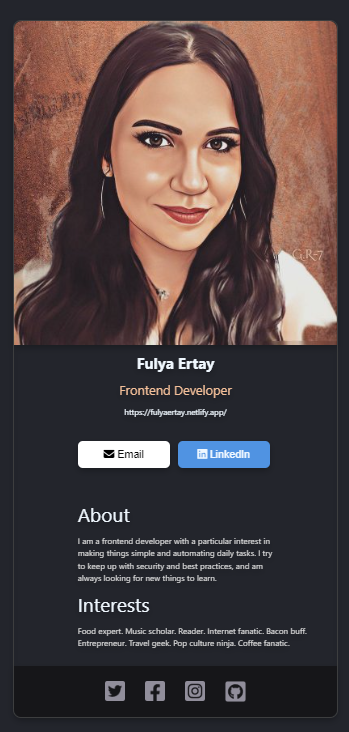 G.R-7
Fulya Ertay
Frontend Developer
https://fulyaertay.netlify.app/
Email
LinkedIn
About
I am a frontend developer with a particular interest in
making things simple and automating daily tasks. I try
to keep up with security and best practices, and am
always looking for new things to learn.
Interests
Food expert. Music scholar. Reader. Internet fanatic. Bacon buff.
Entrepreneur. Travel geek. Pop culture ninja. Coffee fanatic.